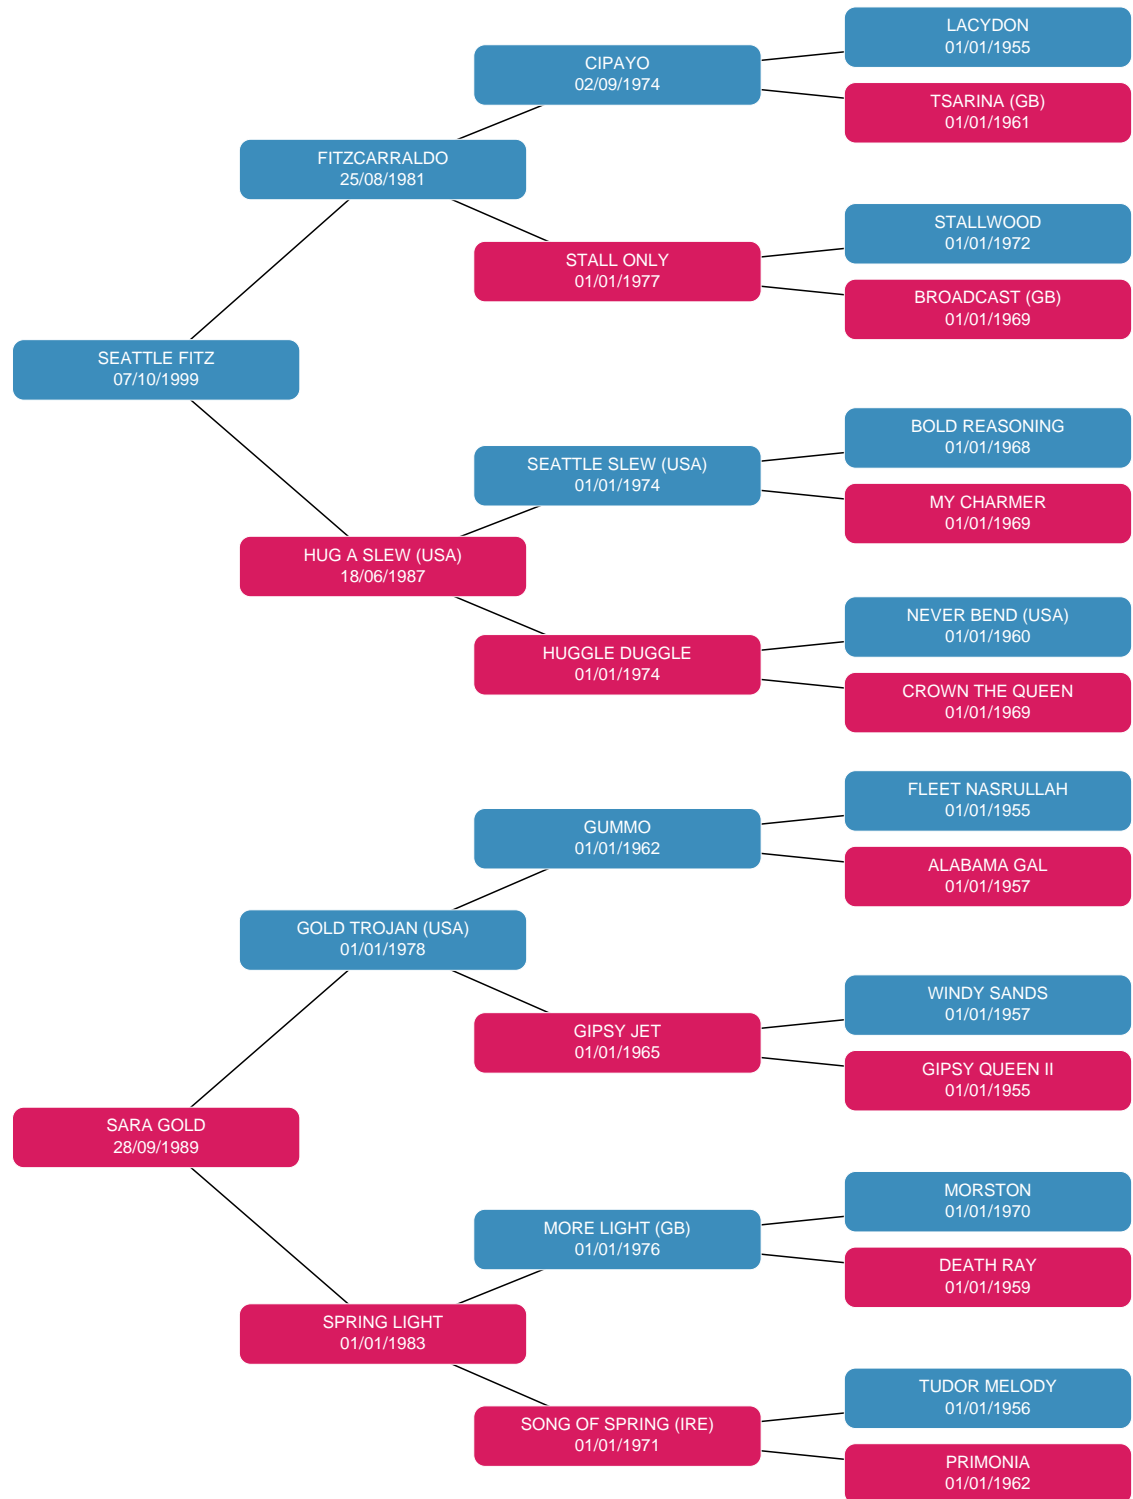 LACYDON
01/01/1955
CIPAYO
02/09/1974
TSARINA (GB)
01/01/1961
FITZCARRALDO
25/08/1981
STALLWOOD
01/01/1972
STALL ONLY
01/01/1977
BROADCAST (GB)
01/01/1969
SEATTLE FITZ
07/10/1999
BOLD REASONING
01/01/1968
SEATTLE SLEW (USA)
01/01/1974
MY CHARMER
01/01/1969
HUG A SLEW (USA)
18/06/1987
NEVER BEND (USA)
01/01/1960
HUGGLE DUGGLE
01/01/1974
CROWN THE QUEEN
01/01/1969
FLEET NASRULLAH
01/01/1955
GUMMO
01/01/1962
ALABAMA GAL
01/01/1957
GOLD TROJAN (USA)
01/01/1978
WINDY SANDS
01/01/1957
GIPSY JET
01/01/1965
GIPSY QUEEN II
01/01/1955
SARA GOLD
28/09/1989
MORSTON
01/01/1970
MORE LIGHT (GB)
01/01/1976
DEATH RAY
01/01/1959
SPRING LIGHT
01/01/1983
TUDOR MELODY
01/01/1956
SONG OF SPRING (IRE)
01/01/1971
PRIMONIA
01/01/1962